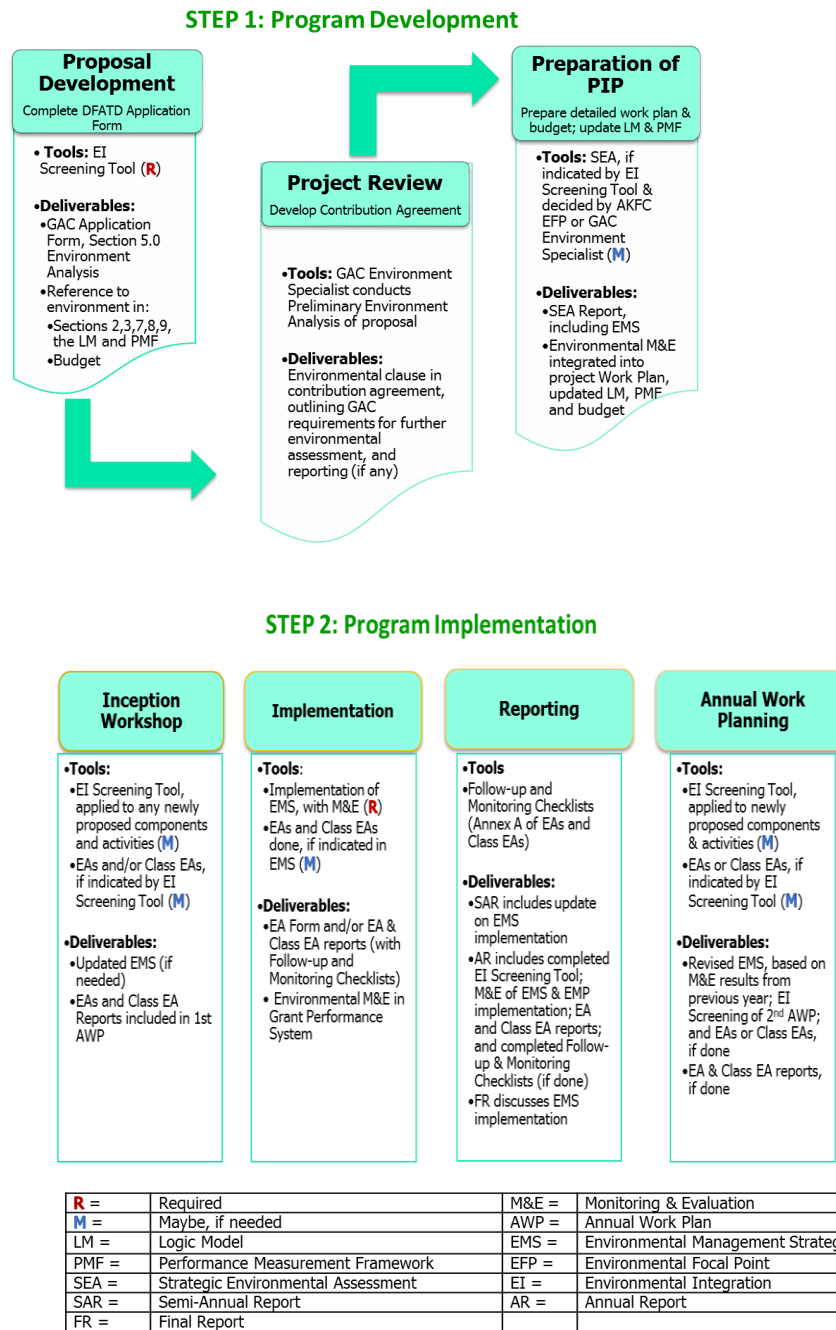 STEP 1: Program Development
Proposal
Development
Complete DFATD Application
Form
• Tools: EI
Screening Tool (R)
•Deliverables:
•GAC Application
Form, Section 5.0
Environment
Analysis
•Reference to
environment in:
•Sections 2,3,7,8,9,
the LM and PMF
•Budget
Project Review
Develop Contribution Agreement
•Tools: GAC Environment
Specialist conducts
Preliminary Environment
Analysis of proposal
•Deliverables:
Environmental clause in
contribution agreement,
outlining GAC
requirements for further
environmental
assessment, and
reporting (if any)
Preparation of
PIP
Prepare detailed work plan &
budget; update LM & PMF
•Tools: SEA, if
indicated by EI
Screening Tool &
decided by AKFC
EFP or GAC
Environment
Specialist (M)
•Deliverables:
•SEA Report,
including EMS
•Environmental M&E
integrated into
project Work Plan,
updated LM, PMF
and budget
STEP 2: Program Implementation
Inception
Workshop
•Tools:
•EI Screening Tool,
applied to any newly
proposed components
and activities (M)
•EAs and/or Class EAs,
if indicated by EI
Screening Tool (M)
•Deliverables:
•Updated EMS (if
needed)
•EAs and Class EA
Reports included in 1st
AWP
Implementation
•Tools:
•Implementation of
EMS, with M&E (R)
•EAs and Class EAs
done, if indicated in
EMS (M)
•Deliverables:
•EA Form and/or EA &
Class EA reports (with
Follow-up and
Monitoring Checklists)
• Environmental M&E in
Grant Performance
System
Reporting
•Tools
•Follow-up and
Monitoring Checklists
(Annex A of EAs and
Class EAs)
•Deliverables:
•SAR includes update
on EMS
implementation
•AR includes completed
EI Screening Tool;
M&E of EMS & EMP
implementation; EA
and Class EA reports;
and completed Follow-
up & Monitoring
Checklists (if done)
•FR discusses EMS
implementation
Annual Work
Planning
•Tools:
•EI Screening Tool,
applied to newly
proposed components
& activities (M)
•EAs or Class EAs, if
indicated by EI
Screening Tool (M)
•Deliverables:
•Revised EMS, based on
M&E results from
previous year; EI
Screening of 2nd AWP;
and EAs or Class EAs,
if done
•EA & Class EA reports,
if done
R = Required M&E = Monitoring & Evaluation
M = Maybe, if needed AWP = Annual Work Plan
LM = Logic Model EMS = Environmental Management
PMF = Performance Measurement Framework EFP = Environmental Focal Point
SEA = Strategic Environmental Assessment EI = Environmental Integration
SAR = Semi-Annual Report AR = Annual Report
FR = Final Report